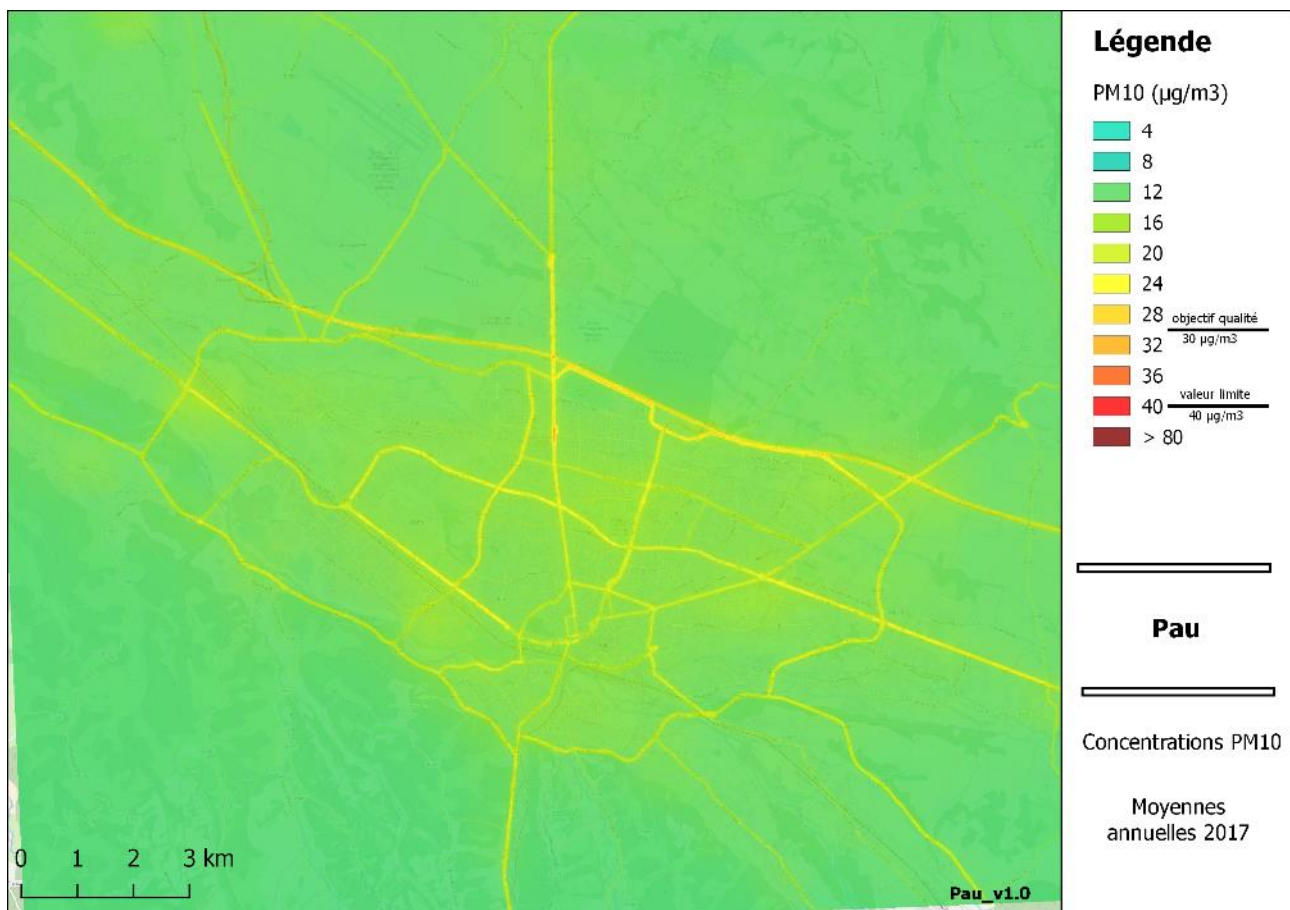 Légende
PM10 (µg/m3)
4
8
12
16
20
24
28
objectif qualité
30 µg/m3
32
36
40
valeur limite
40 µg/m3
> 80
Pau
Concentrations PM10
Moyennes
annuelles 2017
0 1 2 3 km
Pau_v1.0